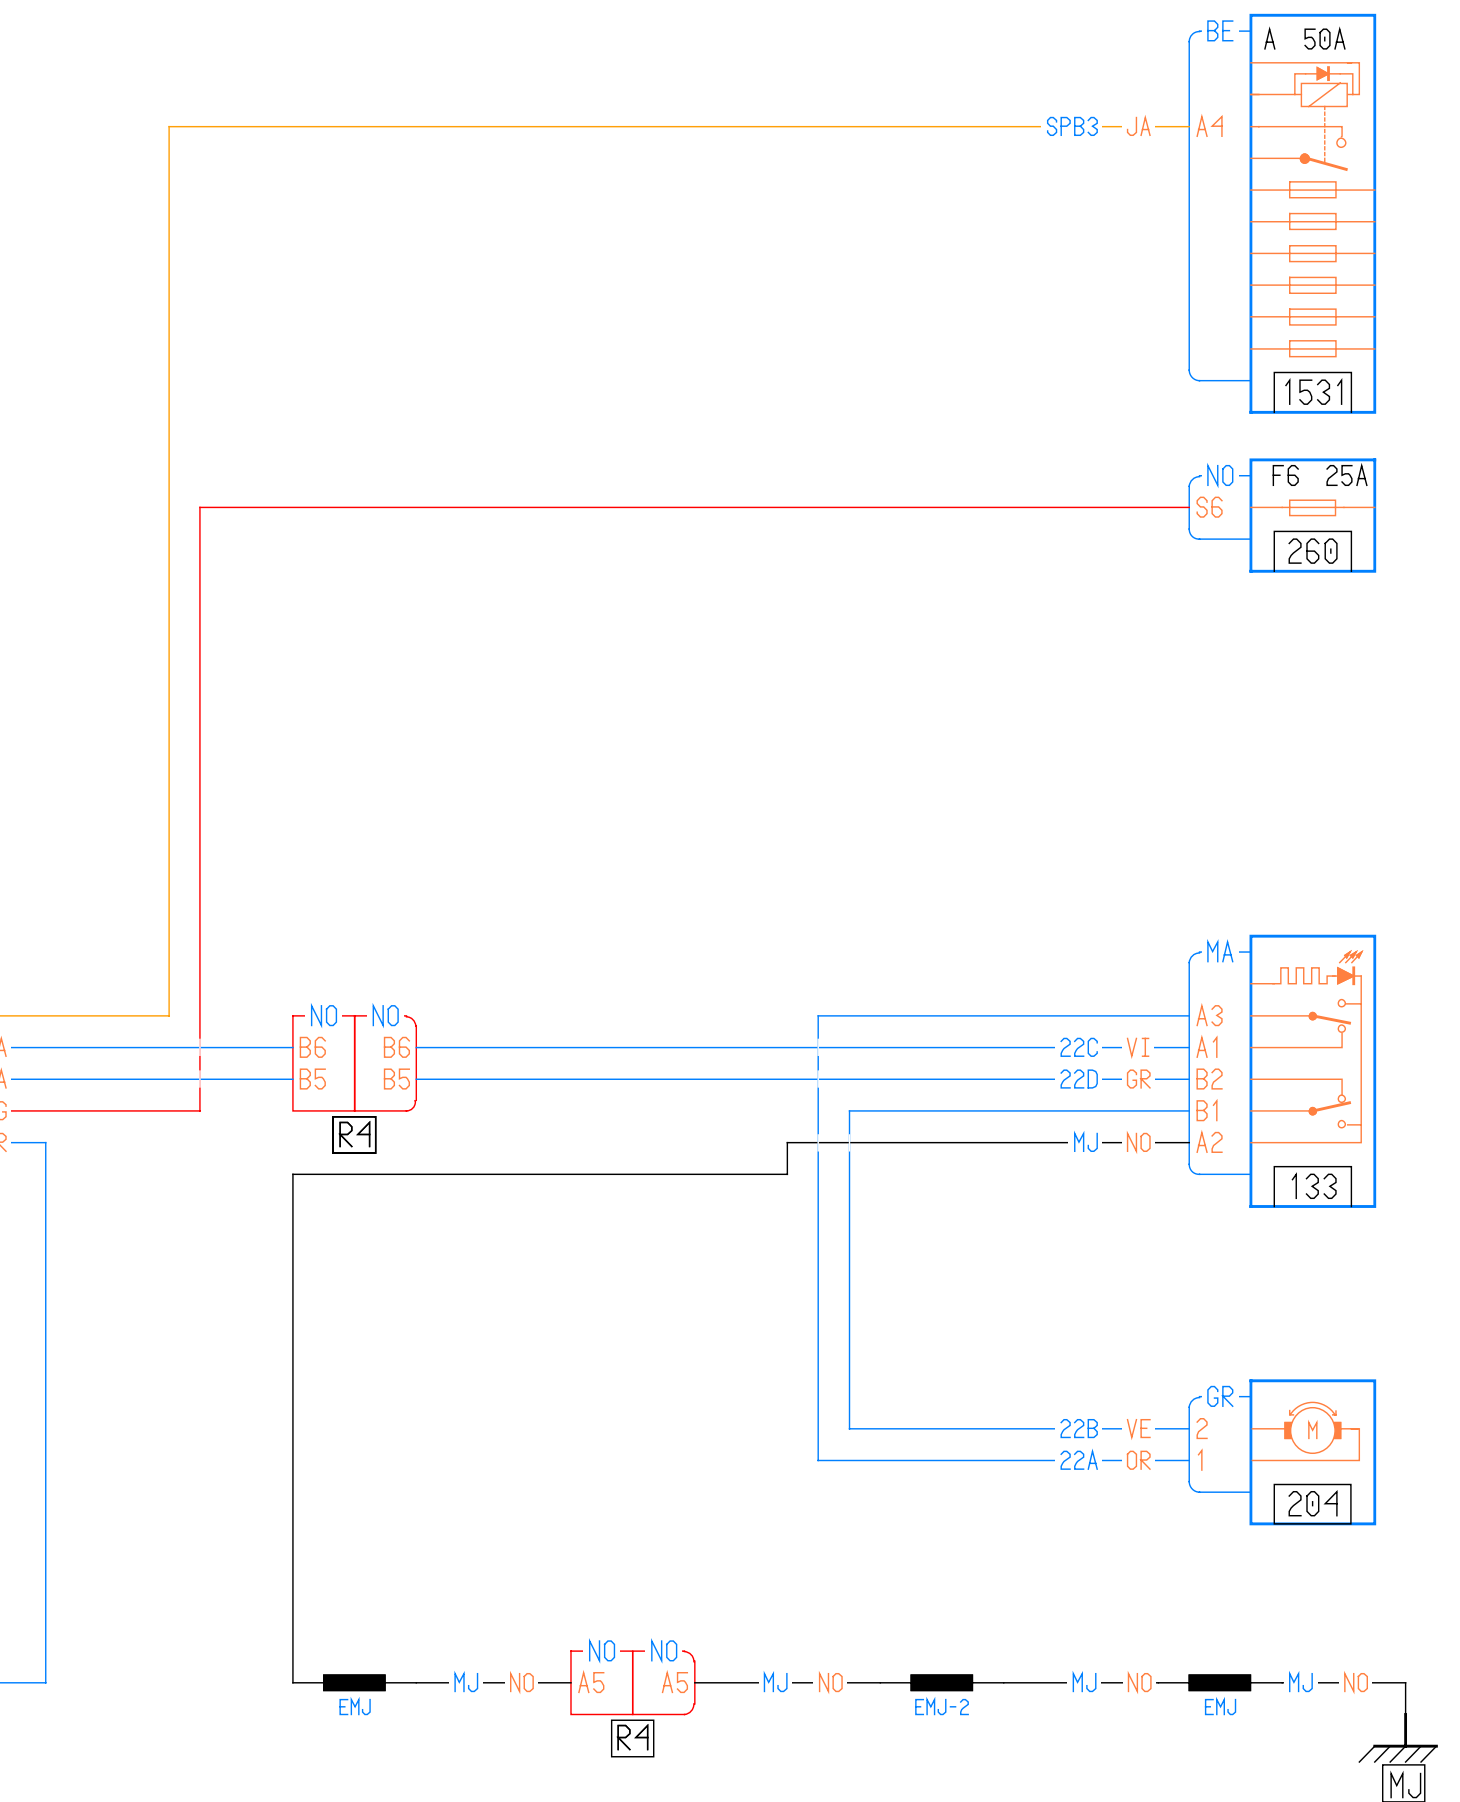 BE A 50A
SPB3 JA A4
1531
NO F6 25A
S6
260
MA
NO NO A3
A B6 B6 22C VI A1
A B5 B5 22D GR B2
G B1
R R4 MJ NO A2
133
GR
22B VE 2 M
22A OR 1
204
NO NO
MJ NO A5 A5 MJ NO MJ NO MJ NO
EMJ EMJ-2 EMJ
R4
MJ